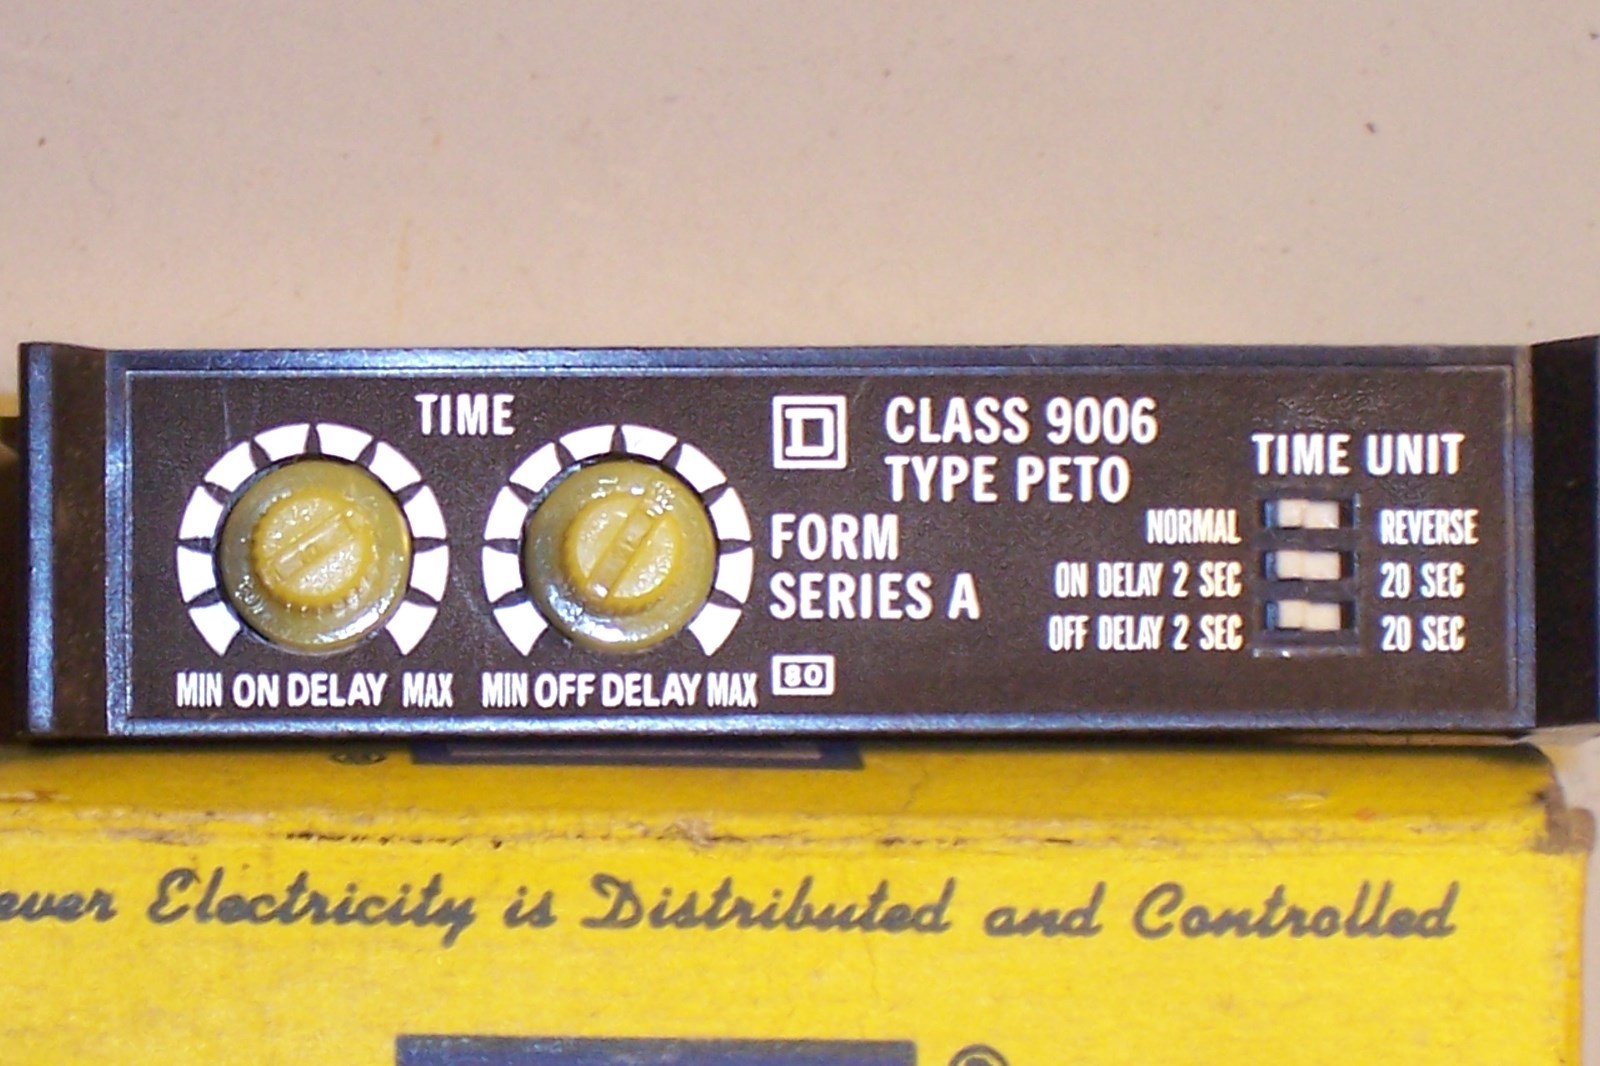 TIME
MIN ON DELAY MAX
MIN OFF DELAY MAX
D
CLASS 9006
TYPE PETO
FORM
SERIES A
80
TIME UNIT
NORMAL REVERSE
ON DELAY 2 SEC 20 SEC
OFF DELAY 2 SEC 20 SEC
ever Electricity is Distributed and Controlled